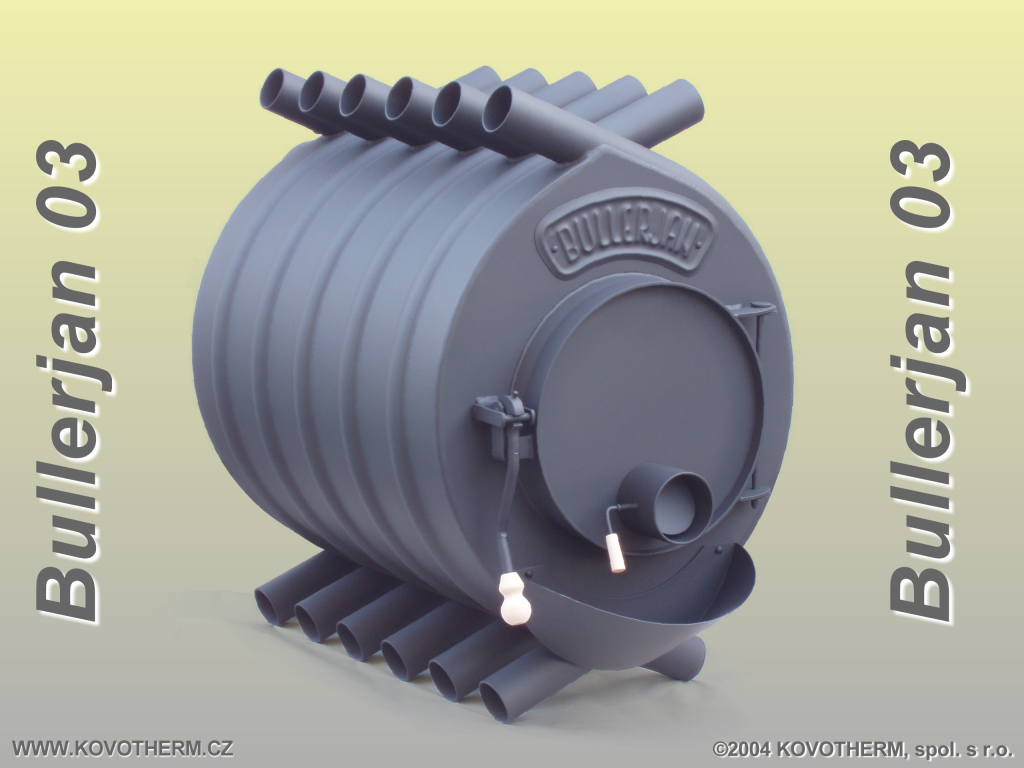 Bullerjan 03
BULLERJAN
Bullerjan 03
WWW.KOVOTHERM.CZ
©2004 KOVOTHERM, spol. s r.o.